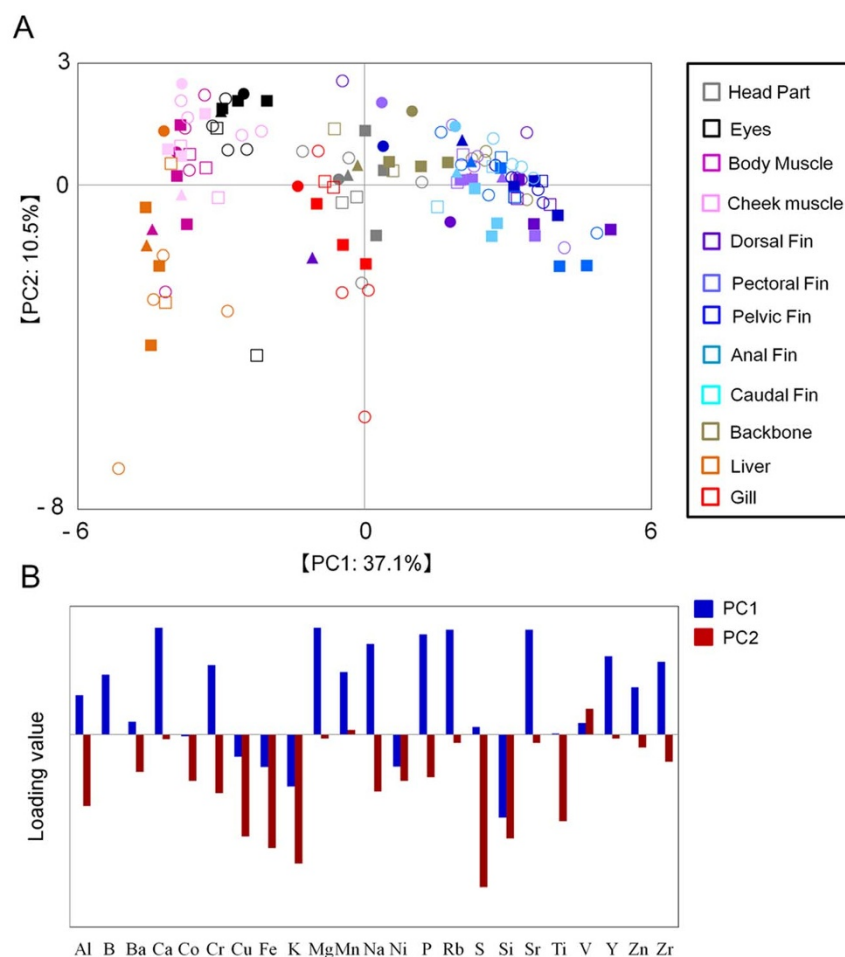 A
3
0
-8
-6
0
6
【PC2: 10.5%】
【PC1: 37.1%】
Head Part
Eyes
Body Muscle
Cheek muscle
Dorsal Fin
Pectoral Fin
Pelvic Fin
Anal Fin
Caudal Fin
Backbone
Liver
Gill
B
PC1
PC2
Loading value
Al B Ba Ca Co Cr Cu Fe K Mg Mn Na Ni P Rb S Si Sr Ti V Y Zn Zr